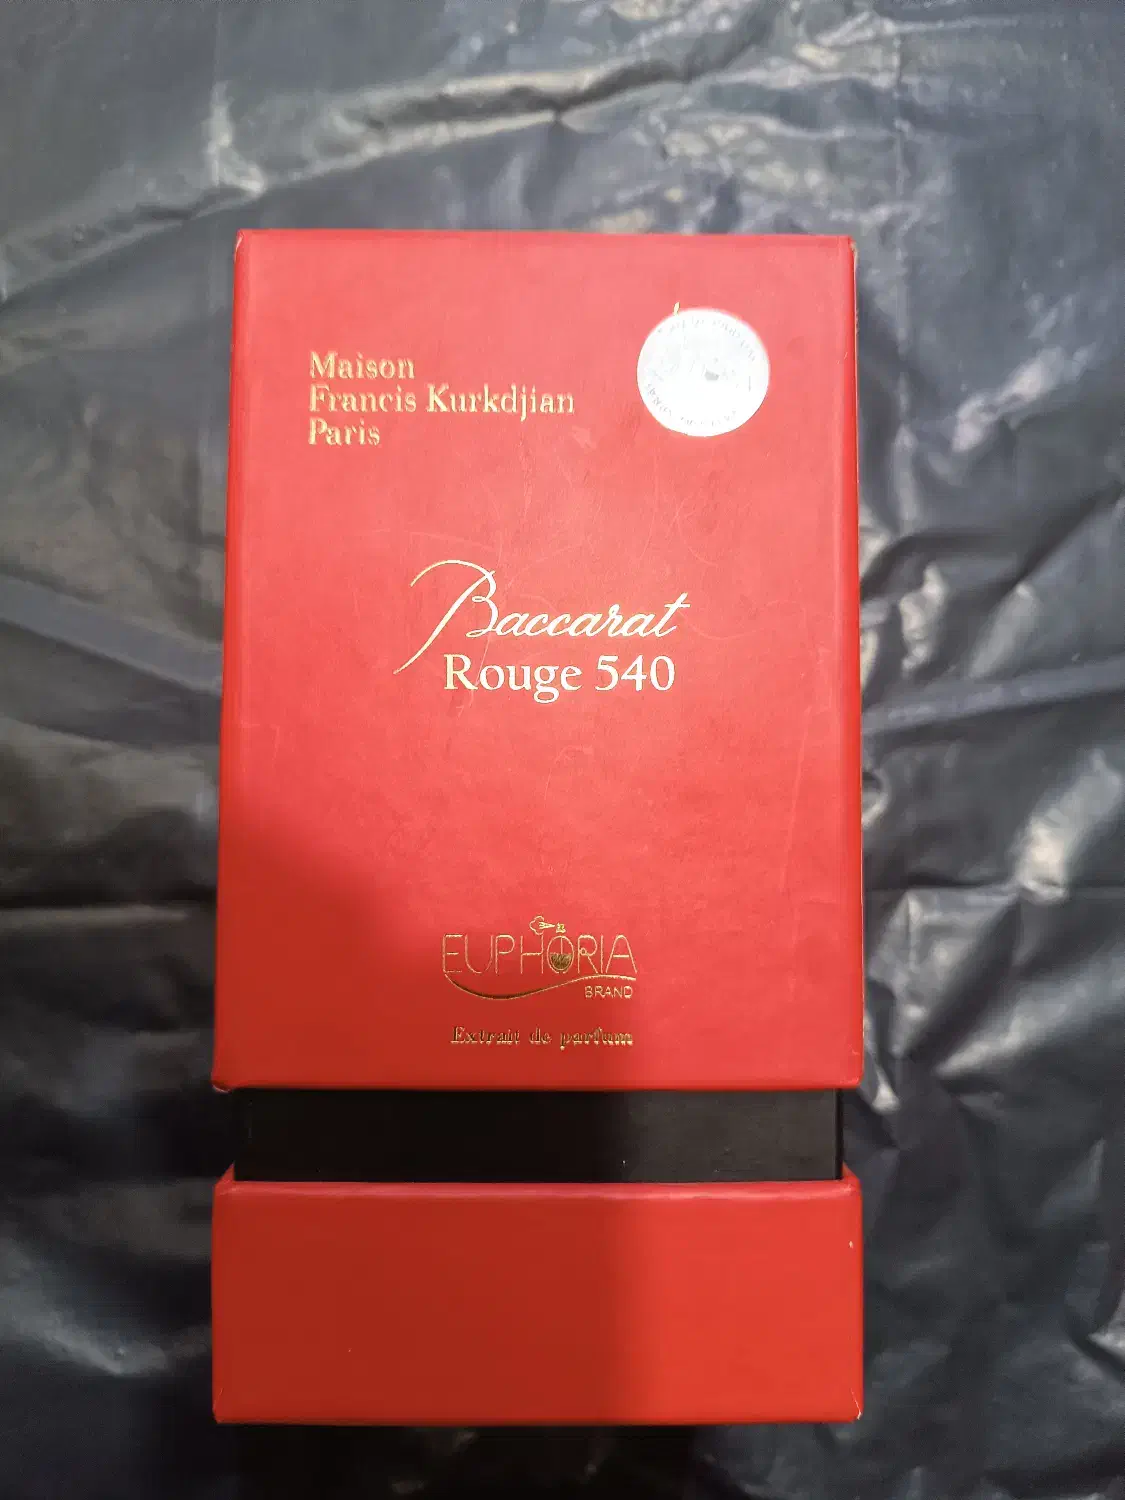 Maison
Francis Kurkdjian
Paris
Baccarat
Rouge 540
EUPHORIA
BRAND
Extrait de parfum